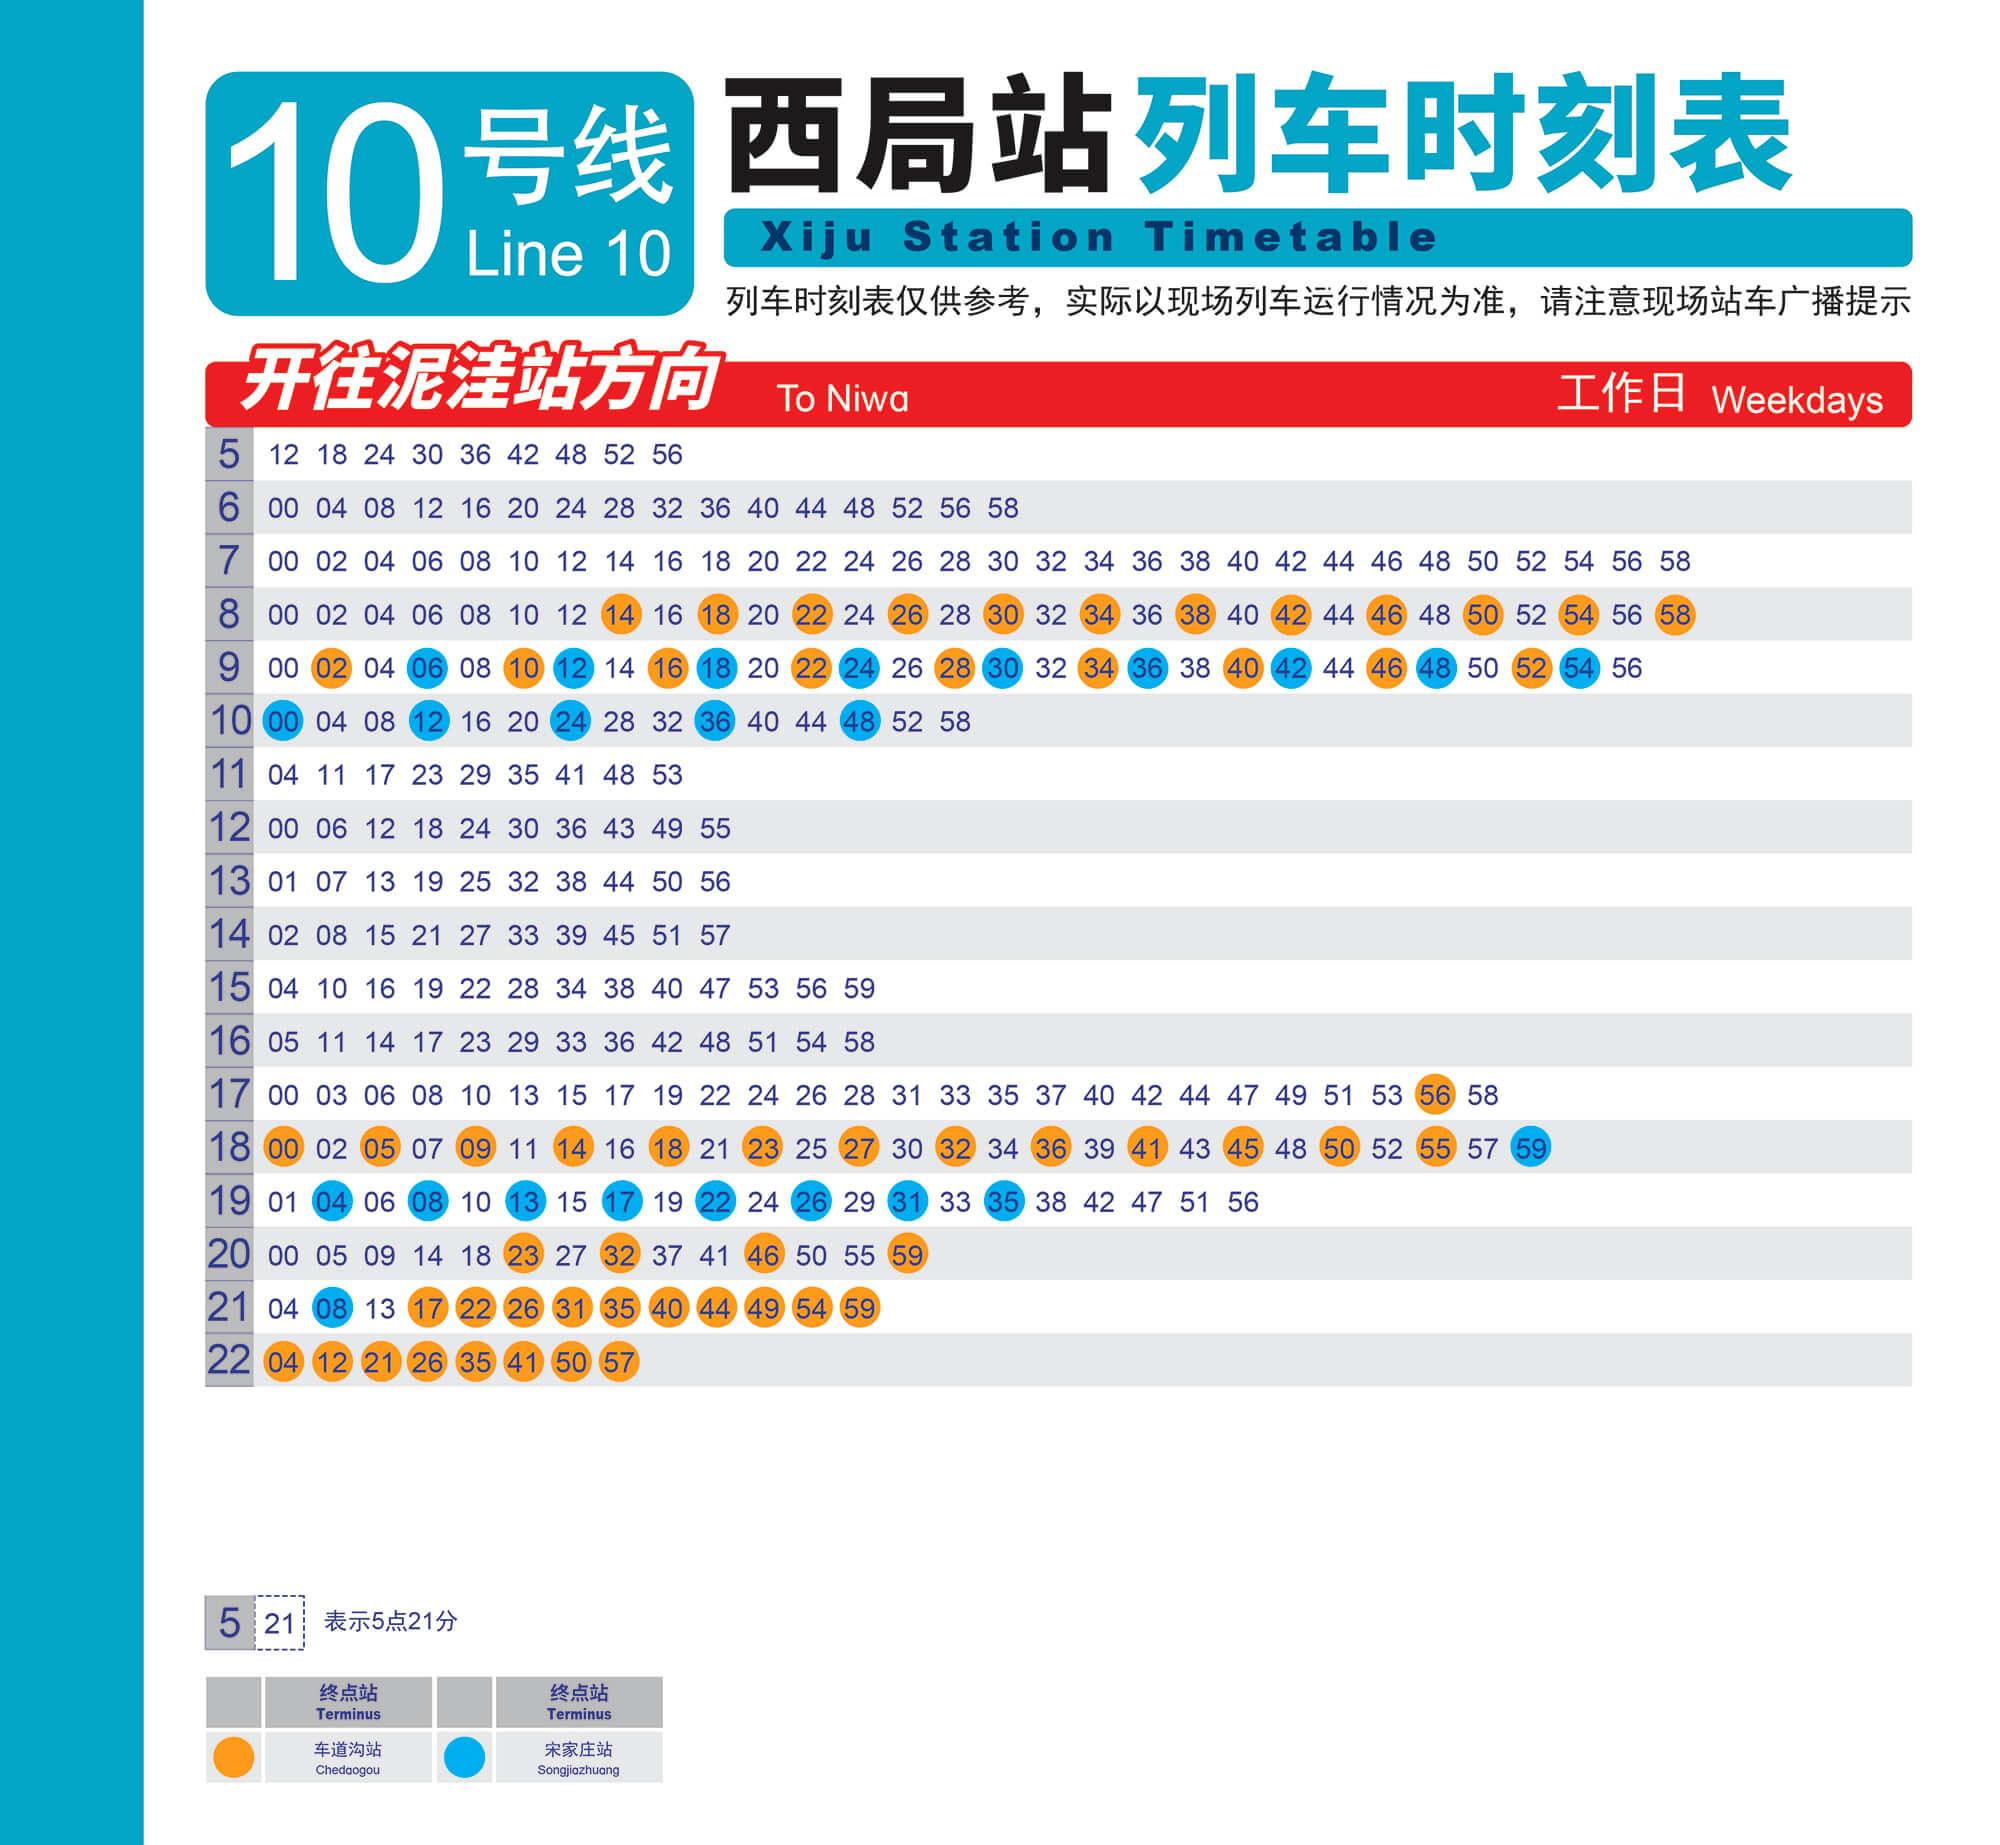 10号线
Line 10
西局站列车时刻表
Xiju Station Timetable
列车时刻表仅供参考，实际以现场列车运行情况为准，请注意现场站车广播提示
开往泥洼站方向 To Niwa 工作日 Weekdays
5 12 18 24 30 36 42 48 52 56
6 00 04 08 12 16 20 24 28 32 36 40 44 48 52 56 58
7 00 02 04 06 08 10 12 14 16 18 20 22 24 26 28 30 32 34 36 38 40 42 44 46 48 50 52 54 56 58
8 00 02 04 06 08 10 12 14 16 18 20 22 24 26 28 30 32 34 36 38 40 42 44 46 48 50 52 54 56 58
9 00 02 04 06 08 10 12 14 16 18 20 22 24 26 28 30 32 34 36 38 40 42 44 46 48 50 52 54 56
10 00 04 08 12 16 20 24 28 32 36 40 44 48 52 58
11 04 11 17 23 29 35 41 48 53
12 00 06 12 18 24 30 36 43 49 55
13 01 07 13 19 25 32 38 44 50 56
14 02 08 15 21 27 33 39 45 51 57
15 04 10 16 19 22 28 34 38 40 47 53 56 59
16 05 11 14 17 23 29 33 36 42 48 51 54 58
17 00 03 06 08 10 13 15 17 19 22 24 26 28 31 33 35 37 40 42 44 47 49 51 53 56 58
18 00 02 05 07 09 11 14 16 18 21 23 25 27 30 32 34 36 39 41 43 45 48 50 52 55 57 59
19 01 04 06 08 10 13 15 17 19 22 24 26 29 31 33 35 38 42 47 51 56
20 00 05 09 14 18 23 27 32 37 41 46 50 55 59
21 04 08 13 17 22 26 31 35 40 44 49 54 59
22 04 12 21 26 35 41 50 57
5 21 表示5点21分
终点站 终点站
Terminus Terminus
车道沟站 宋家庄站
Chedaogou Songjiazhuang